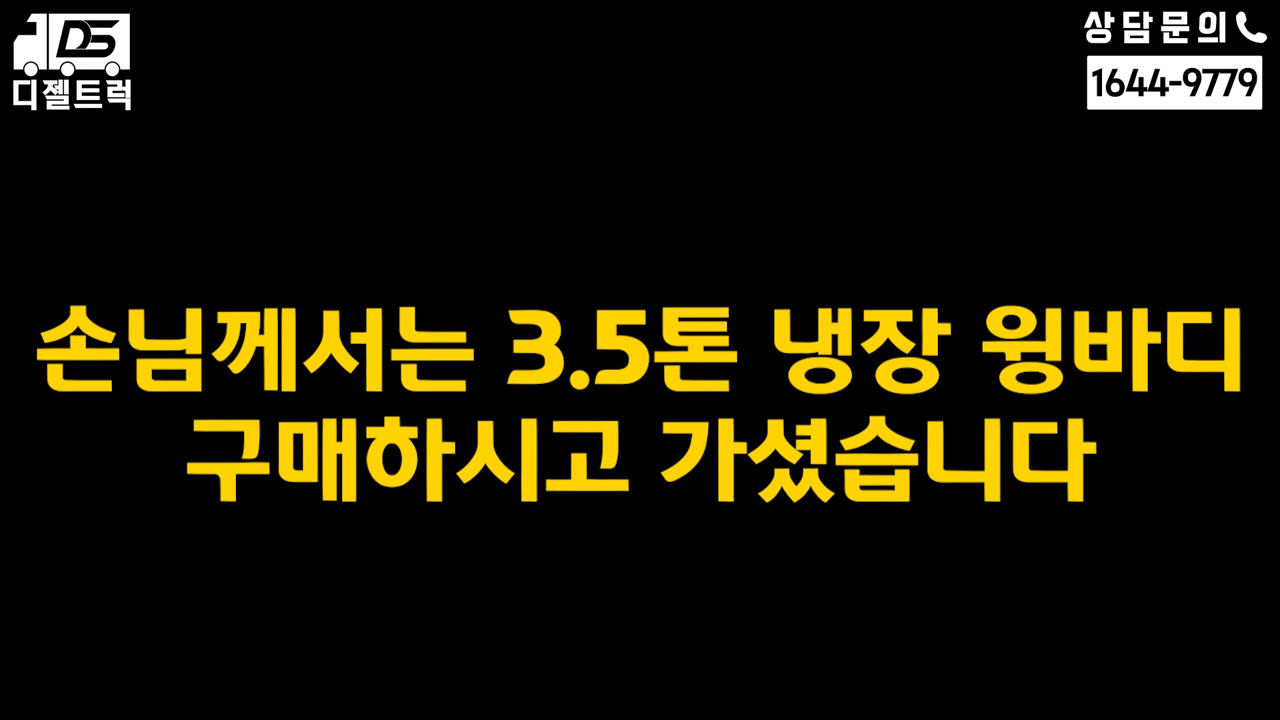 DS
디젤트럭
상담문의
1644-9779
손님께서는 3.5톤 냉장 윙바디
구매하시고 가셨습니다